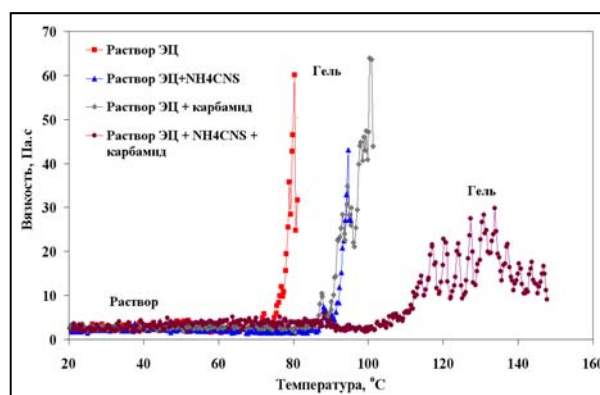 70
60
50
40
30
20
10
0
Вязкость, Па.с
Раствор ЭЦ
Раствор ЭЦ+NH4CNS
Раствор ЭЦ + карбамид
Раствор ЭЦ + NH4CNS +
карбамид
Гель
Гель
Раствор
20 40 60 80 100 120 140 160
Температура, °С